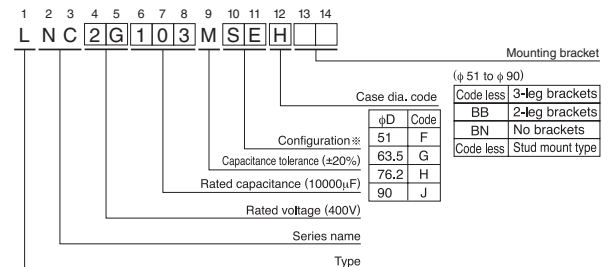 1 2 3 4 5 6 7 8 9 10 11 12 13 14
L N C 2 G 1 0 3 M S E H
Mounting bracket
(φ 51 to φ 90)
Code less 3-leg brackets
BB 2-leg brackets
BN No brackets
Code less Stud mount type
Case dia. code
φD Code
51 F
63.5 G
76.2 H
90 J
Configuration※
Capacitance tolerance (±20%)
Rated capacitance (10000μF)
Rated voltage (400V)
Series name
Type